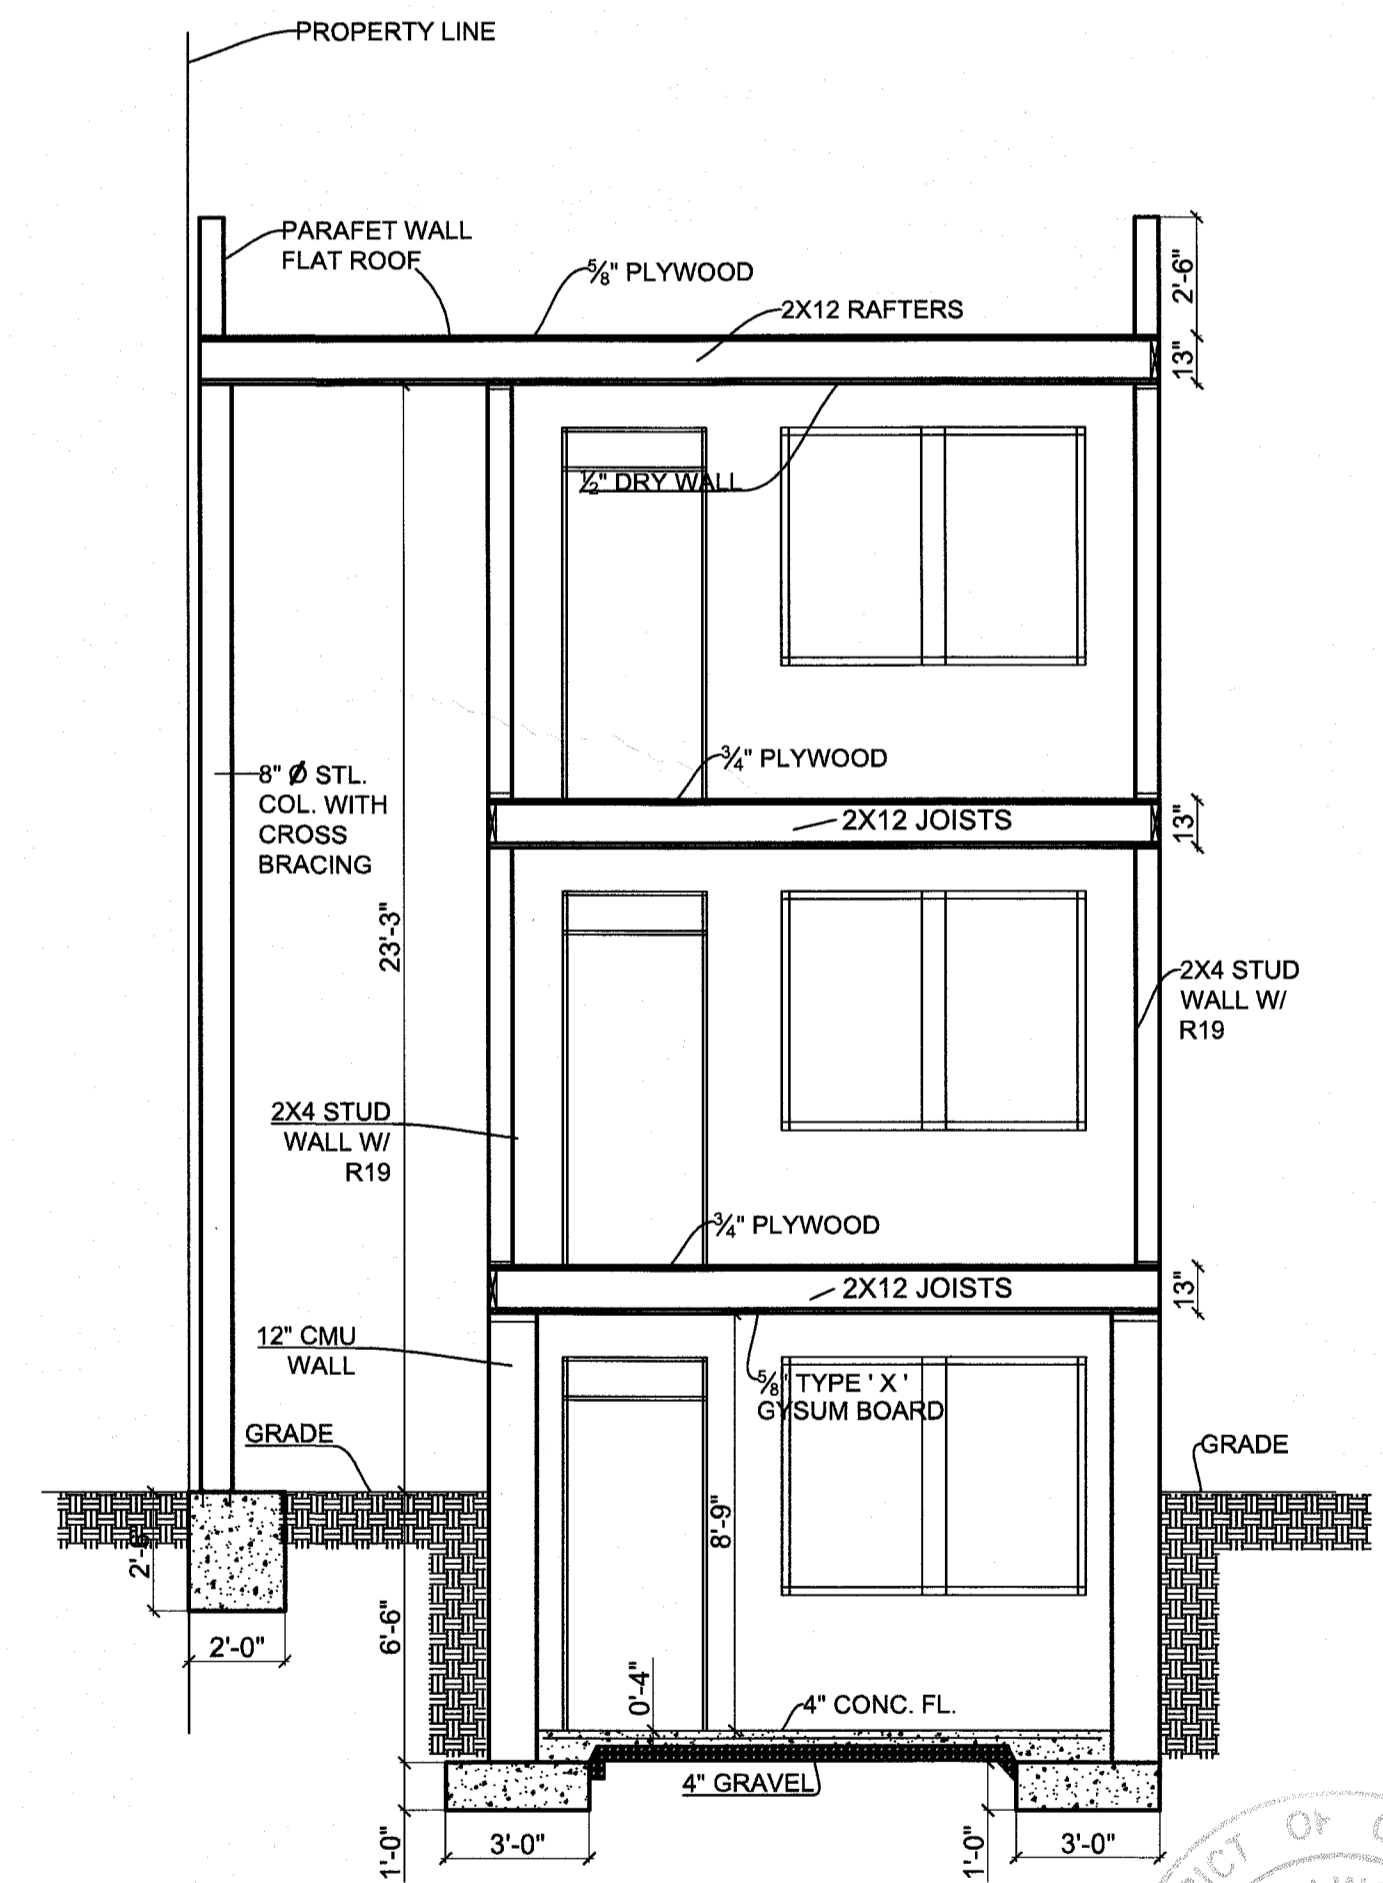 PROPERTY LINE
PARAFET WALL
FLAT ROOF
5/8" PLYWOOD
2X12 RAFTERS
2'-6"
13"
1/2" DRY WALL
3/4" PLYWOOD
8" Ø STL.
COL. WITH
CROSS
BRACING
2X12 JOISTS
13"
23'-3"
2X4 STUD
WALL W/
R19
2X4 STUD
WALL W/
R19
3/4" PLYWOOD
2X12 JOISTS
13"
12" CMU
WALL
5/8" TYPE ' X '
GYSUM BOARD
GRADE
GRADE
8'-9"
2'-6"
2'-0"
6'-6"
0'-4"
4" CONC. FL.
4" GRAVEL
1'-0"
3'-0"
1'-0"
3'-0"